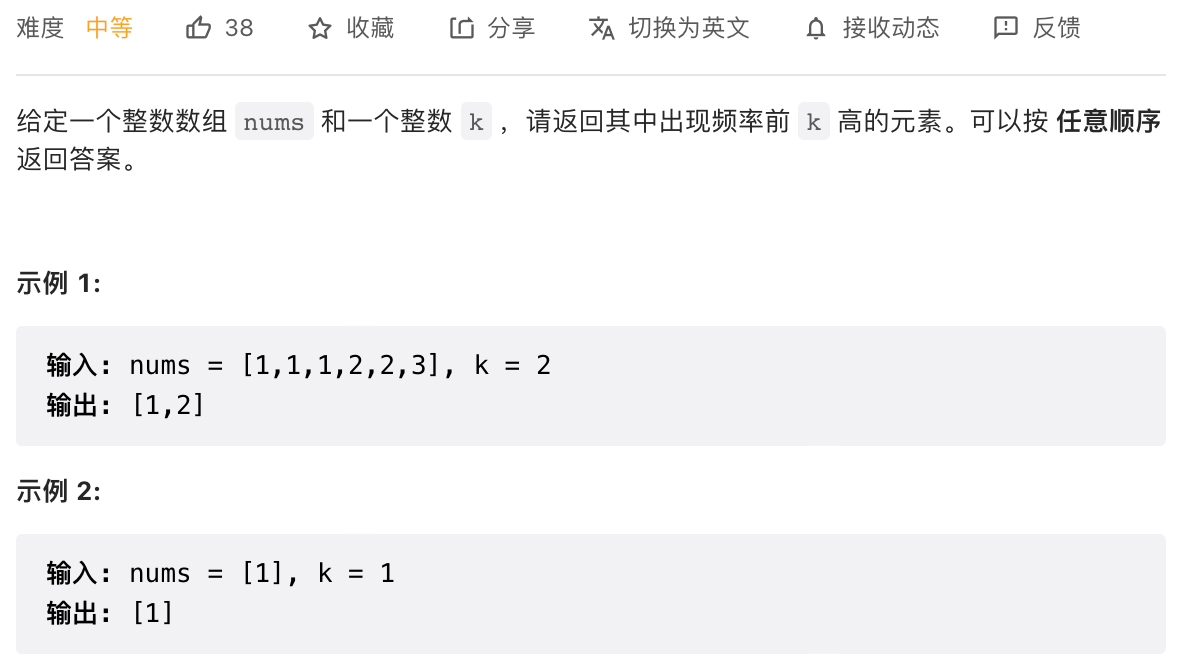 难度 中等 38 收藏 分享 切换为英文 接收动态 反馈
给定一个整数数组 nums 和一个整数 k ，请返回其中出现频率前 k 高的元素。可以按 任意顺序
返回答案。
示例 1:
输入: nums = [1,1,1,2,2,3], k = 2
输出: [1,2]
示例 2:
输入: nums = [1], k = 1
输出: [1]